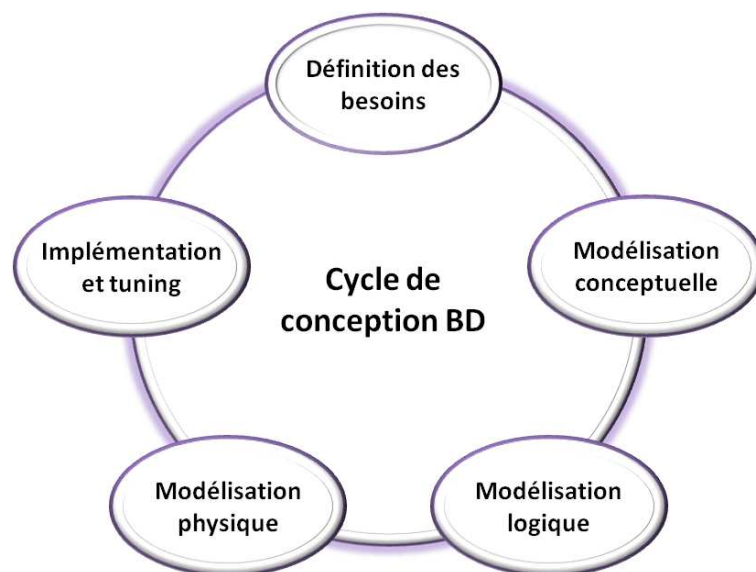 Définition des
besoins
Implémentation
et tuning
Modélisation
conceptuelle
Cycle de
conception BD
Modélisation
physique
Modélisation
logique